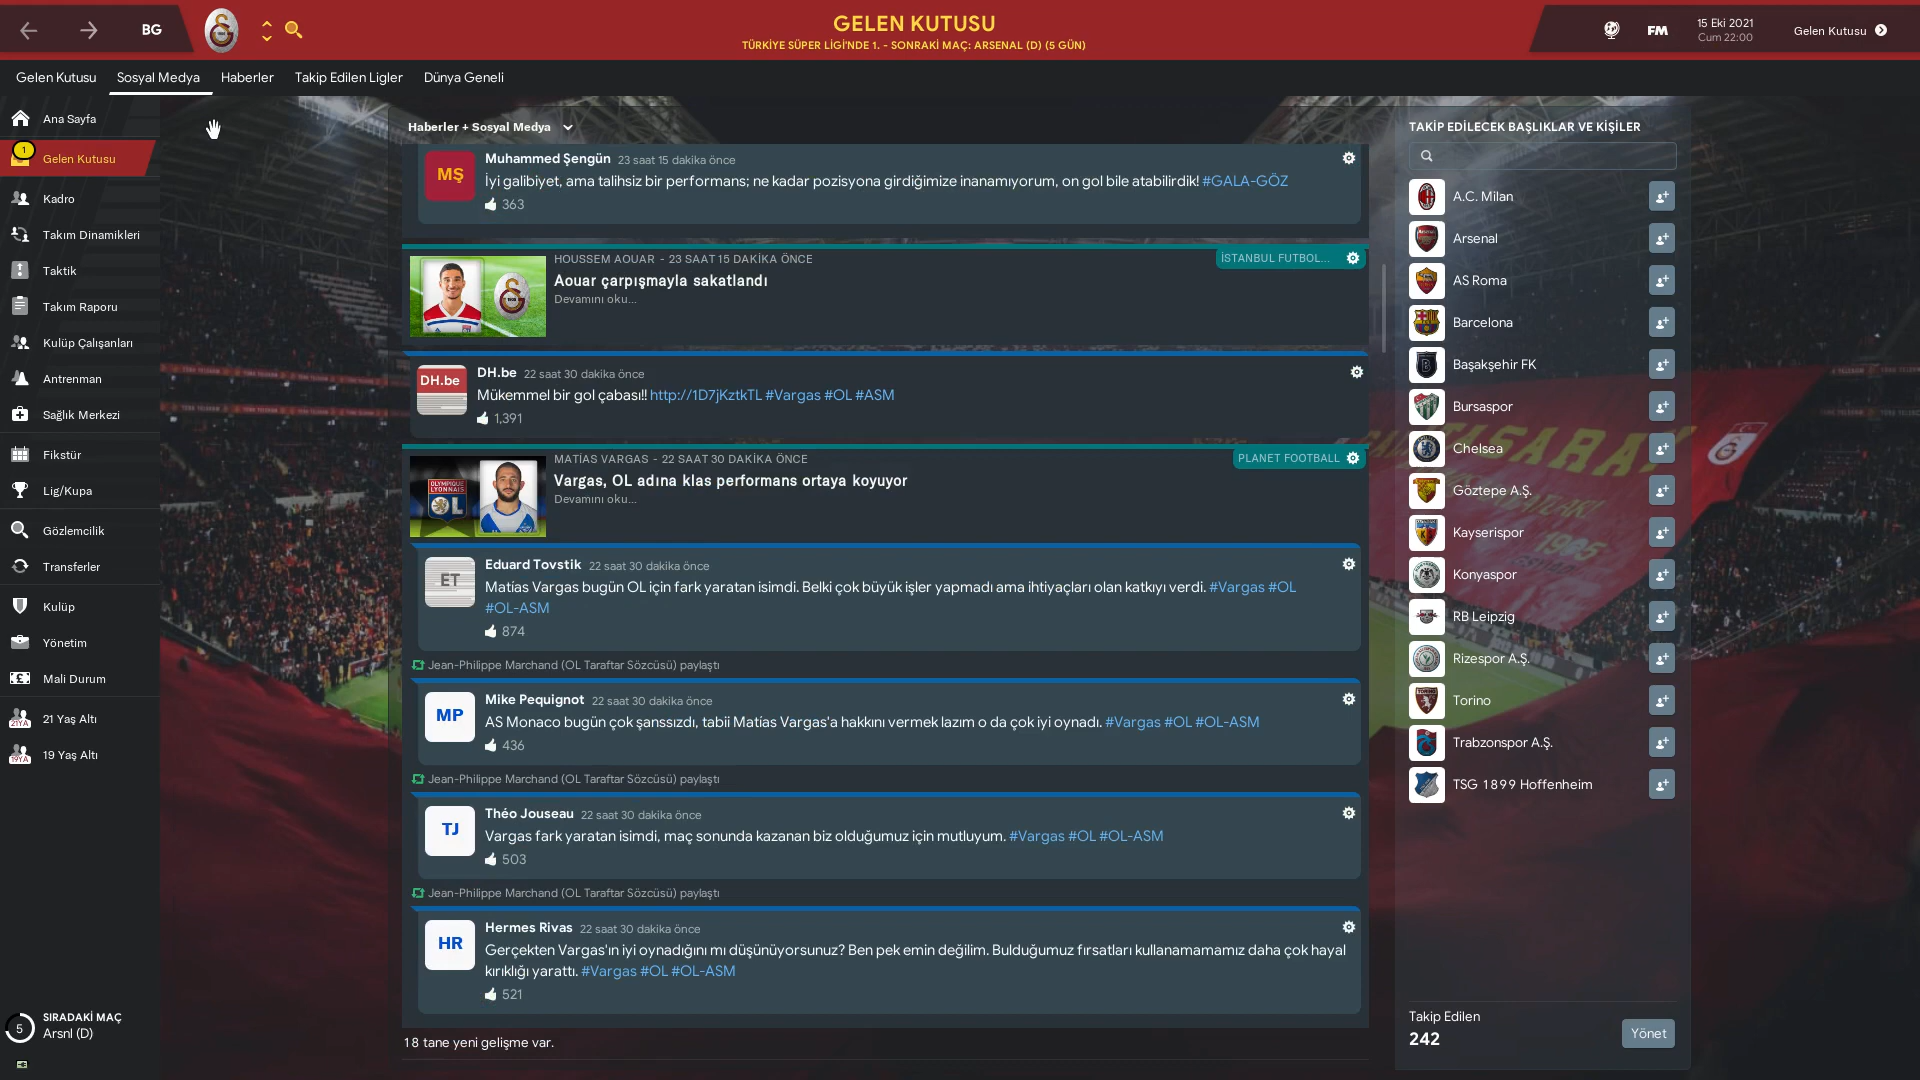 BG
GELEN KUTUSU
TÜRKİYE SÜPER LİGİ'NDE 1. - SONRAKİ MAÇ: ARSENAL (D) (5 GÜN)
FM
15 Eki 2021
Cum 22:00
Gelen Kutusu
Gelen Kutusu
Sosyal Medya
Haberler
Takip Edilen Ligler
Dünya Geneli
Ana Sayfa
1
Gelen Kutusu
Kadro
Takım Dinamikleri
Taktik
Takım Raporu
Kulüp Çalışanları
Antrenman
Sağlık Merkezi
Fikstür
Lig/Kupa
Gözlemcilik
Transferler
Kulüp
Yönetim
Mali Durum
21YA
21 Yaş Altı
19YA
19 Yaş Altı
5
SIRADAKİ MAÇ
Arsnl (D)
Haberler + Sosyal Medya
MŞ
Muhammed Şengün 23 saat 15 dakika önce
İyi galibiyet, ama talihsiz bir performans; ne kadar pozisyona girdiğimize inanamıyorum, on gol bile atabilirdik! #GALA-GÖZ
363
HOUSSEM AOUAR - 23 SAAT 15 DAKİKA ÖNCE
İSTANBUL FUTBOL...
Aouar çarpışmayla sakatlandı
Devamını oku...
DH.be
DH.be 22 saat 30 dakika önce
Mükemmel bir gol çabası!! http://1D7jKztkTL #Vargas #OL #ASM
1,391
MATÍAS VARGAS - 22 SAAT 30 DAKİKA ÖNCE
PLANET FOOTBALL
OLYMPIQUE
LYONNAIS
OL
Vargas, OL adına klas performans ortaya koyuyor
Devamını oku...
ET
Eduard Tovstik 22 saat 30 dakika önce
Matías Vargas bugün OL için fark yaratan isimdi. Belki çok büyük işler yapmadı ama ihtiyaçları olan katkıyı verdi. #Vargas #OL
#OL-ASM
874
Jean-Philippe Marchand (OL Taraftar Sözcüsü) paylaştı
MP
Mike Pequignot 22 saat 30 dakika önce
AS Monaco bugün çok şanssızdı, tabii Matías Vargas'a hakkını vermek lazım o da çok iyi oynadı. #Vargas #OL #OL-ASM
436
Jean-Philippe Marchand (OL Taraftar Sözcüsü) paylaştı
TJ
Théo Jouseau 22 saat 30 dakika önce
Vargas fark yaratan isimdi, maç sonunda kazanan biz olduğumuz için mutluyum. #Vargas #OL #OL-ASM
503
Jean-Philippe Marchand (OL Taraftar Sözcüsü) paylaştı
HR
Hermes Rivas 22 saat 30 dakika önce
Gerçekten Vargas'ın iyi oynadığını mı düşünüyorsunuz? Ben pek emin değilim. Bulduğumuz fırsatları kullanamamamız daha çok hayal
kırıklığı yarattı. #Vargas #OL #OL-ASM
521
18 tane yeni gelişme var.
TAKİP EDİLECEK BAŞLIKLAR VE KİŞİLER
A.C. Milan
Arsenal
AS Roma
Barcelona
Başakşehir FK
Bursaspor
Chelsea
Göztepe A.Ş.
Kayserispor
Konyaspor
RB Leipzig
Rizespor A.Ş.
Torino
Trabzonspor A.Ş.
TSG 1899 Hoffenheim
Takip Edilen
242
Yönet